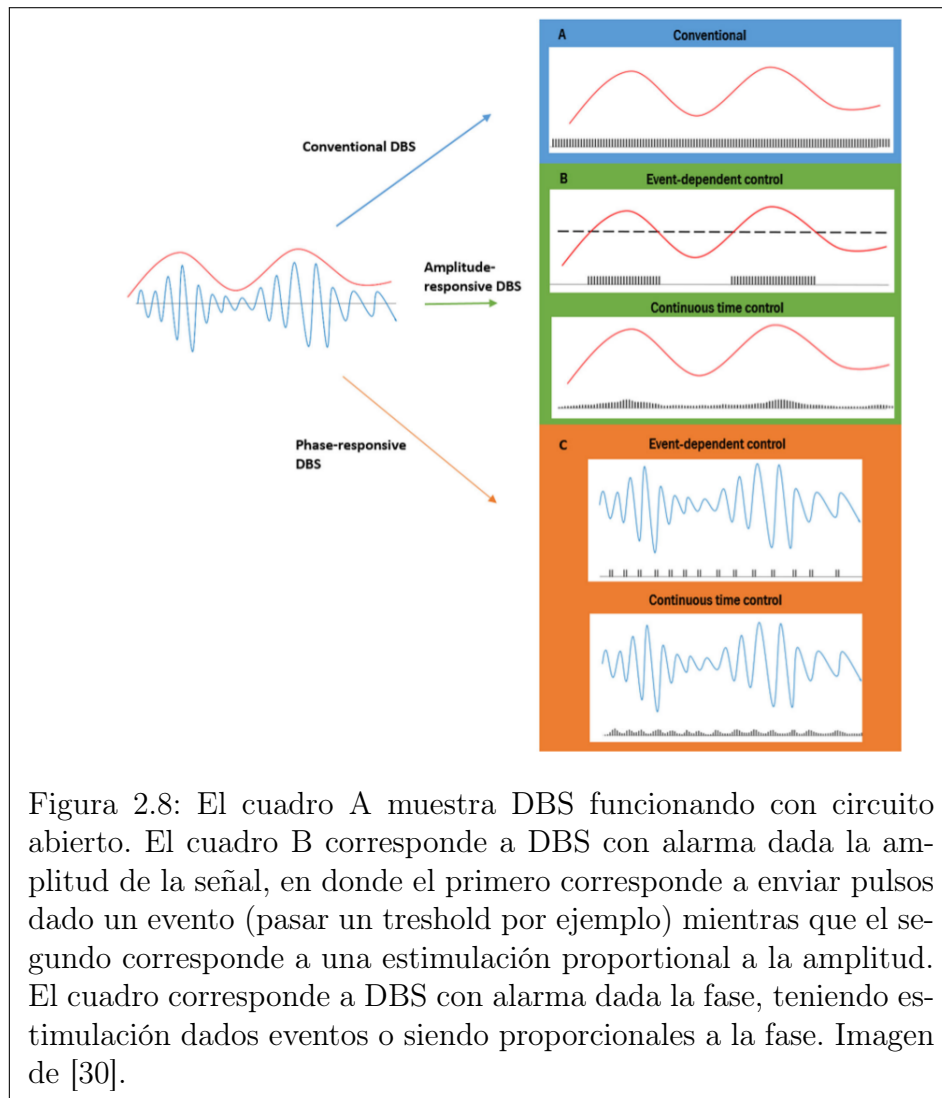 A Conventional
Conventional DBS
B Event-dependent control
Amplitude-
responsive DBS
Continuous time control
Phase-responsive
DBS
C Event-dependent control
Continuous time control
Figura 2.8: El cuadro A muestra DBS funcionando con circuito
abierto. El cuadro B corresponde a DBS con alarma dada la am-
plitud de la señal, en donde el primero corresponde a enviar pulsos
dado un evento (pasar un treshold por ejemplo) mientras que el se-
gundo corresponde a una estimulación proportional a la amplitud.
El cuadro corresponde a DBS con alarma dada la fase, teniendo es-
timulación dados eventos o siendo proporcionales a la fase. Imagen
de [30].